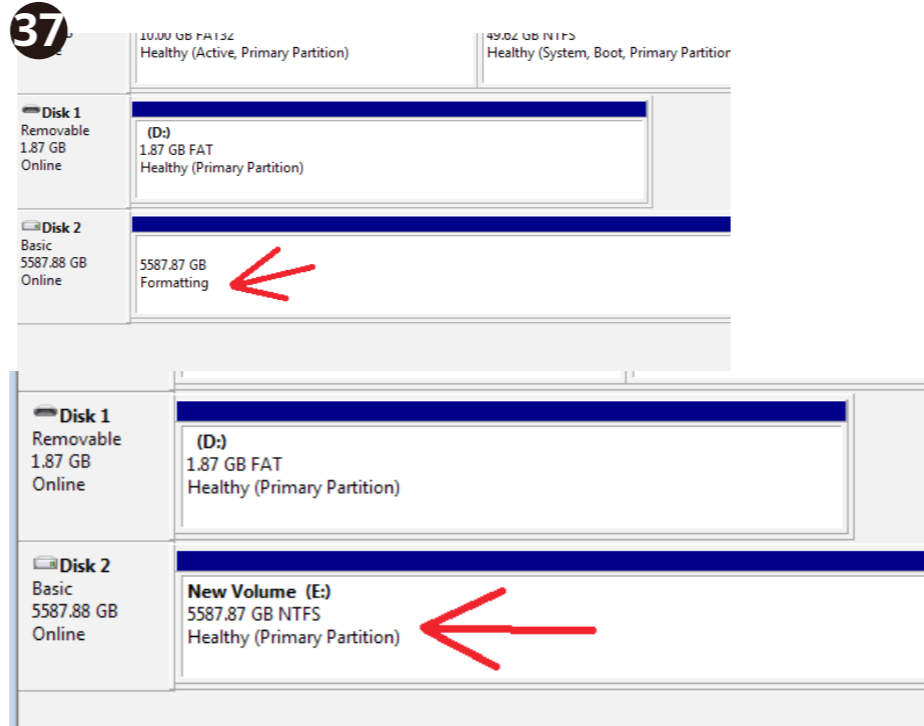 37
10.00 GB FAT32
Healthy (Active, Primary Partition)
49.62 GB NTFS
Healthy (System, Boot, Primary Partition
Disk 1
Removable
1.87 GB
Online
(D:)
1.87 GB FAT
Healthy (Primary Partition)
Disk 2
Basic
5587.88 GB
Online
5587.87 GB
Formatting
Disk 1
Removable
1.87 GB
Online
(D:)
1.87 GB FAT
Healthy (Primary Partition)
Disk 2
Basic
5587.88 GB
Online
New Volume (E:)
5587.87 GB NTFS
Healthy (Primary Partition)